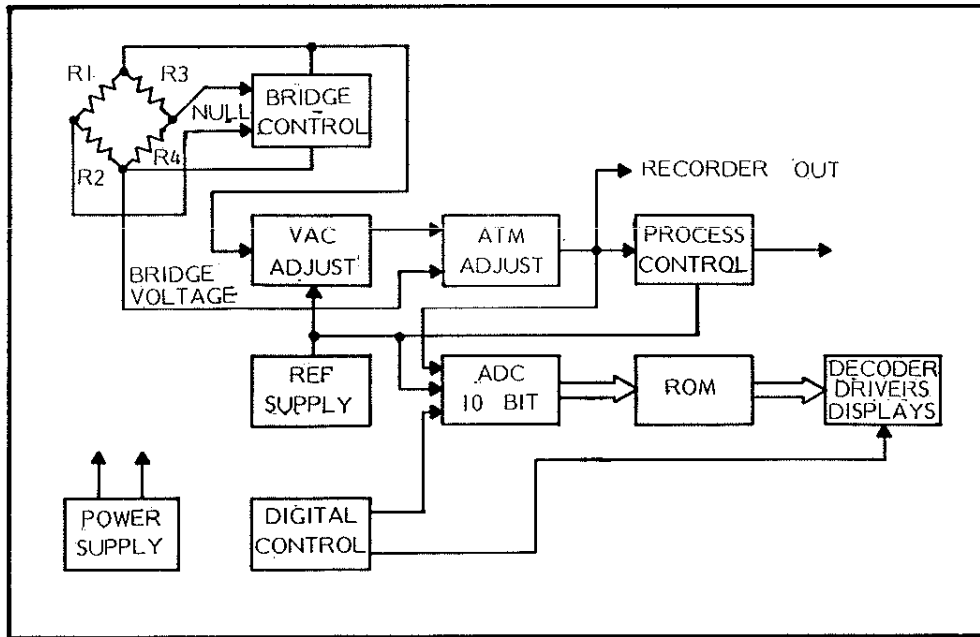 R1
R3
NULL
BRIDGE
CONTROL
R2
R4
RECORDER OUT
VAC
ADJUST
ATM
ADJUST
PROCESS
CONTROL
BRIDGE
VOLTAGE
REF
SUPPLY
ADC
10 BIT
ROM
DECODER
DRIVERS
DISPLAYS
POWER
SUPPLY
DIGITAL
CONTROL